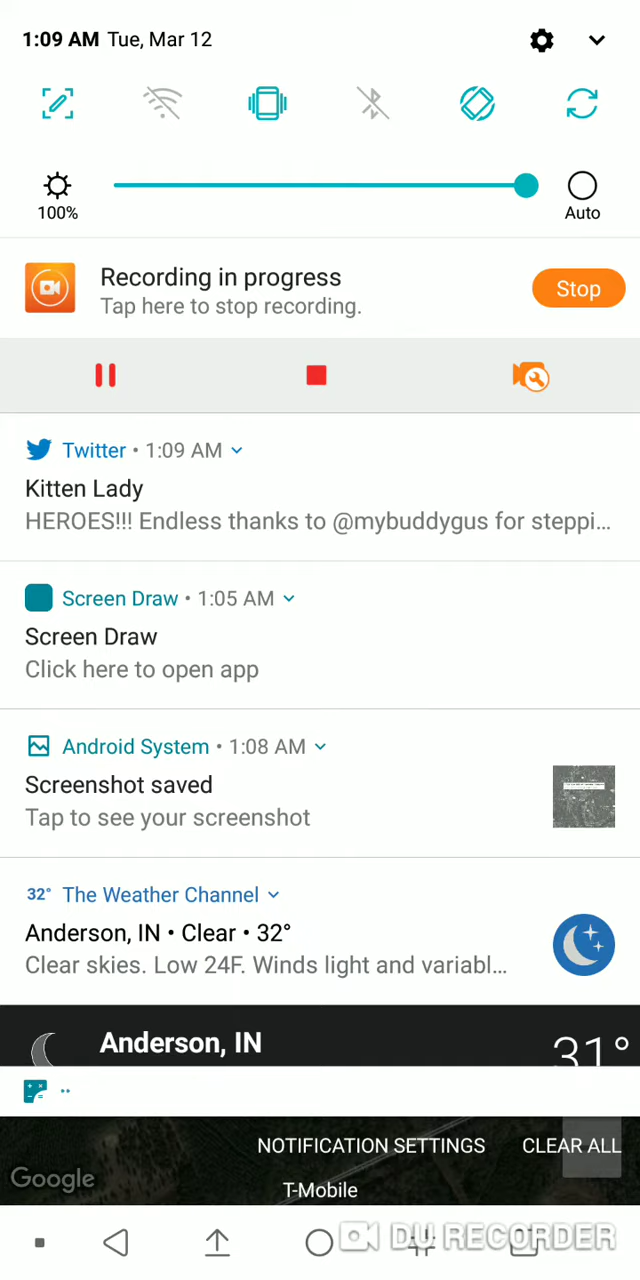 1:09 AM Tue, Mar 12
100%
Auto
Recording in progress
Tap here to stop recording.
Stop
Twitter • 1:09 AM
Kitten Lady
HEROES!!! Endless thanks to @mybuddygus for steppi...
Screen Draw • 1:05 AM
Screen Draw
Click here to open app
Android System • 1:08 AM
Screenshot saved
Tap to see your screenshot
32° The Weather Channel
Anderson, IN • Clear • 32°
Clear skies. Low 24F. Winds light and variabl...
Anderson, IN
31°
NOTIFICATION SETTINGS CLEAR ALL
Google
T-Mobile
DU RECORDER